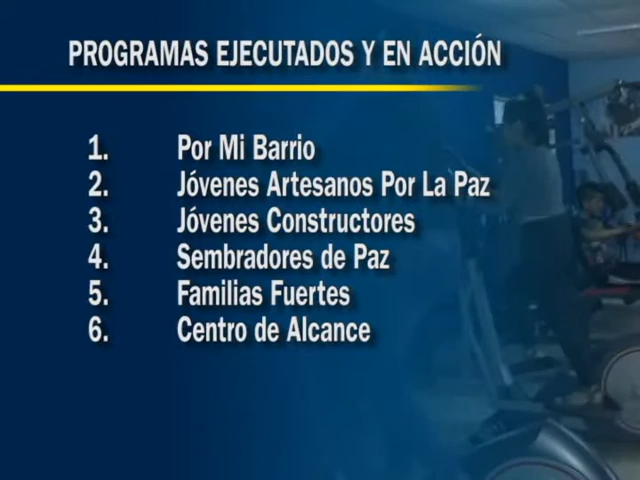 PROGRAMAS EJECUTADOS Y EN ACCIÓN
1. Por Mi Barrio
2. Jóvenes Artesanos Por La Paz
3. Jóvenes Constructores
4. Sembradores de Paz
5. Familias Fuertes
6. Centro de Alcance